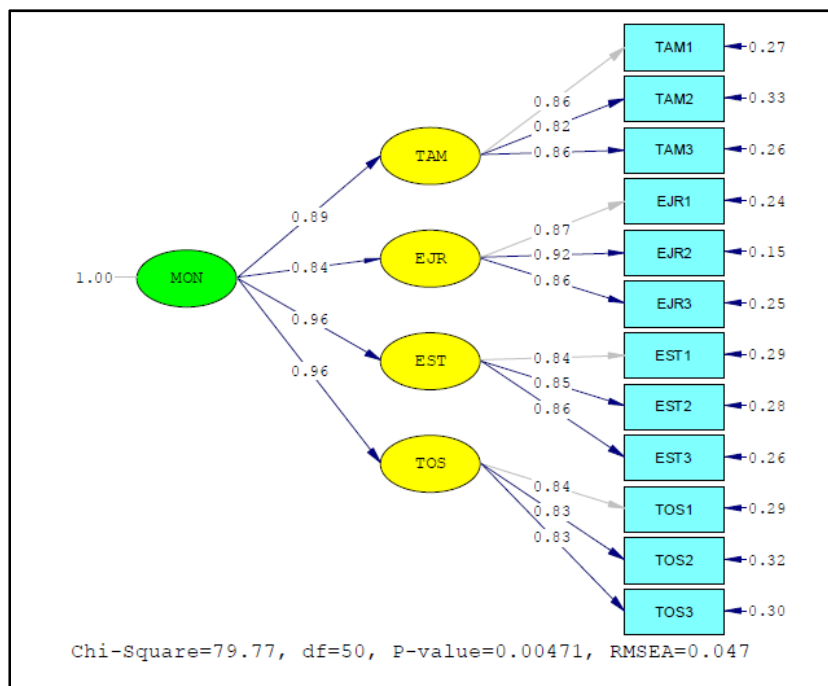 TAM1 0.27
0.86
TAM2 0.33
0.82
TAM TAM3 0.26
0.86
0.89
EJR1 0.24
0.87
EJR 0.92 EJR2 0.15
0.84
1.00 MON
0.86
EJR3 0.25
0.96
EST1 0.29
0.84
EST 0.85
0.96
EST2 0.28
0.86
EST3 0.26
TOS
0.84
TOS1 0.29
0.83
0.83
TOS2 0.32
TOS3 0.30
Chi-Square=79.77, df=50, P-value=0.00471, RMSEA=0.047